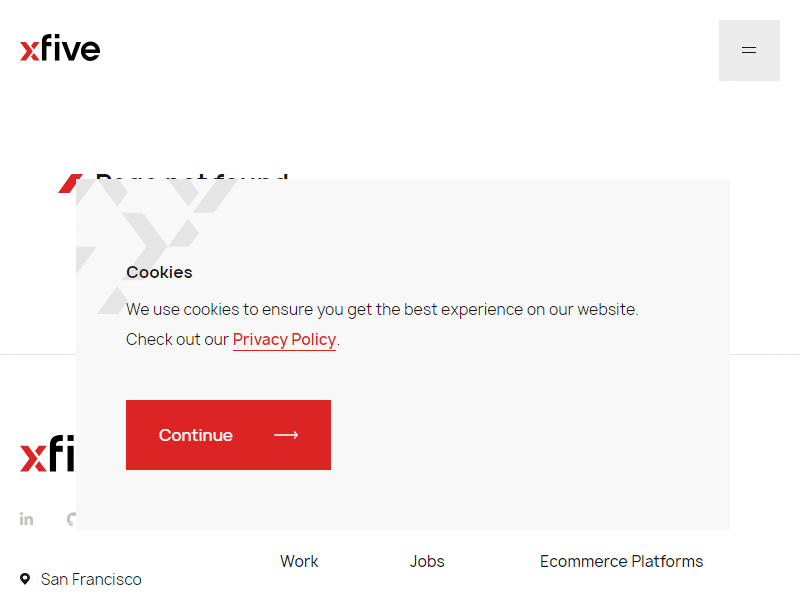 xfive
Page not found
Cookies
We use cookies to ensure you get the best experience on our website.
Check out our Privacy Policy.
Continue
xfi
Work
Jobs
Ecommerce Platforms
San Francisco